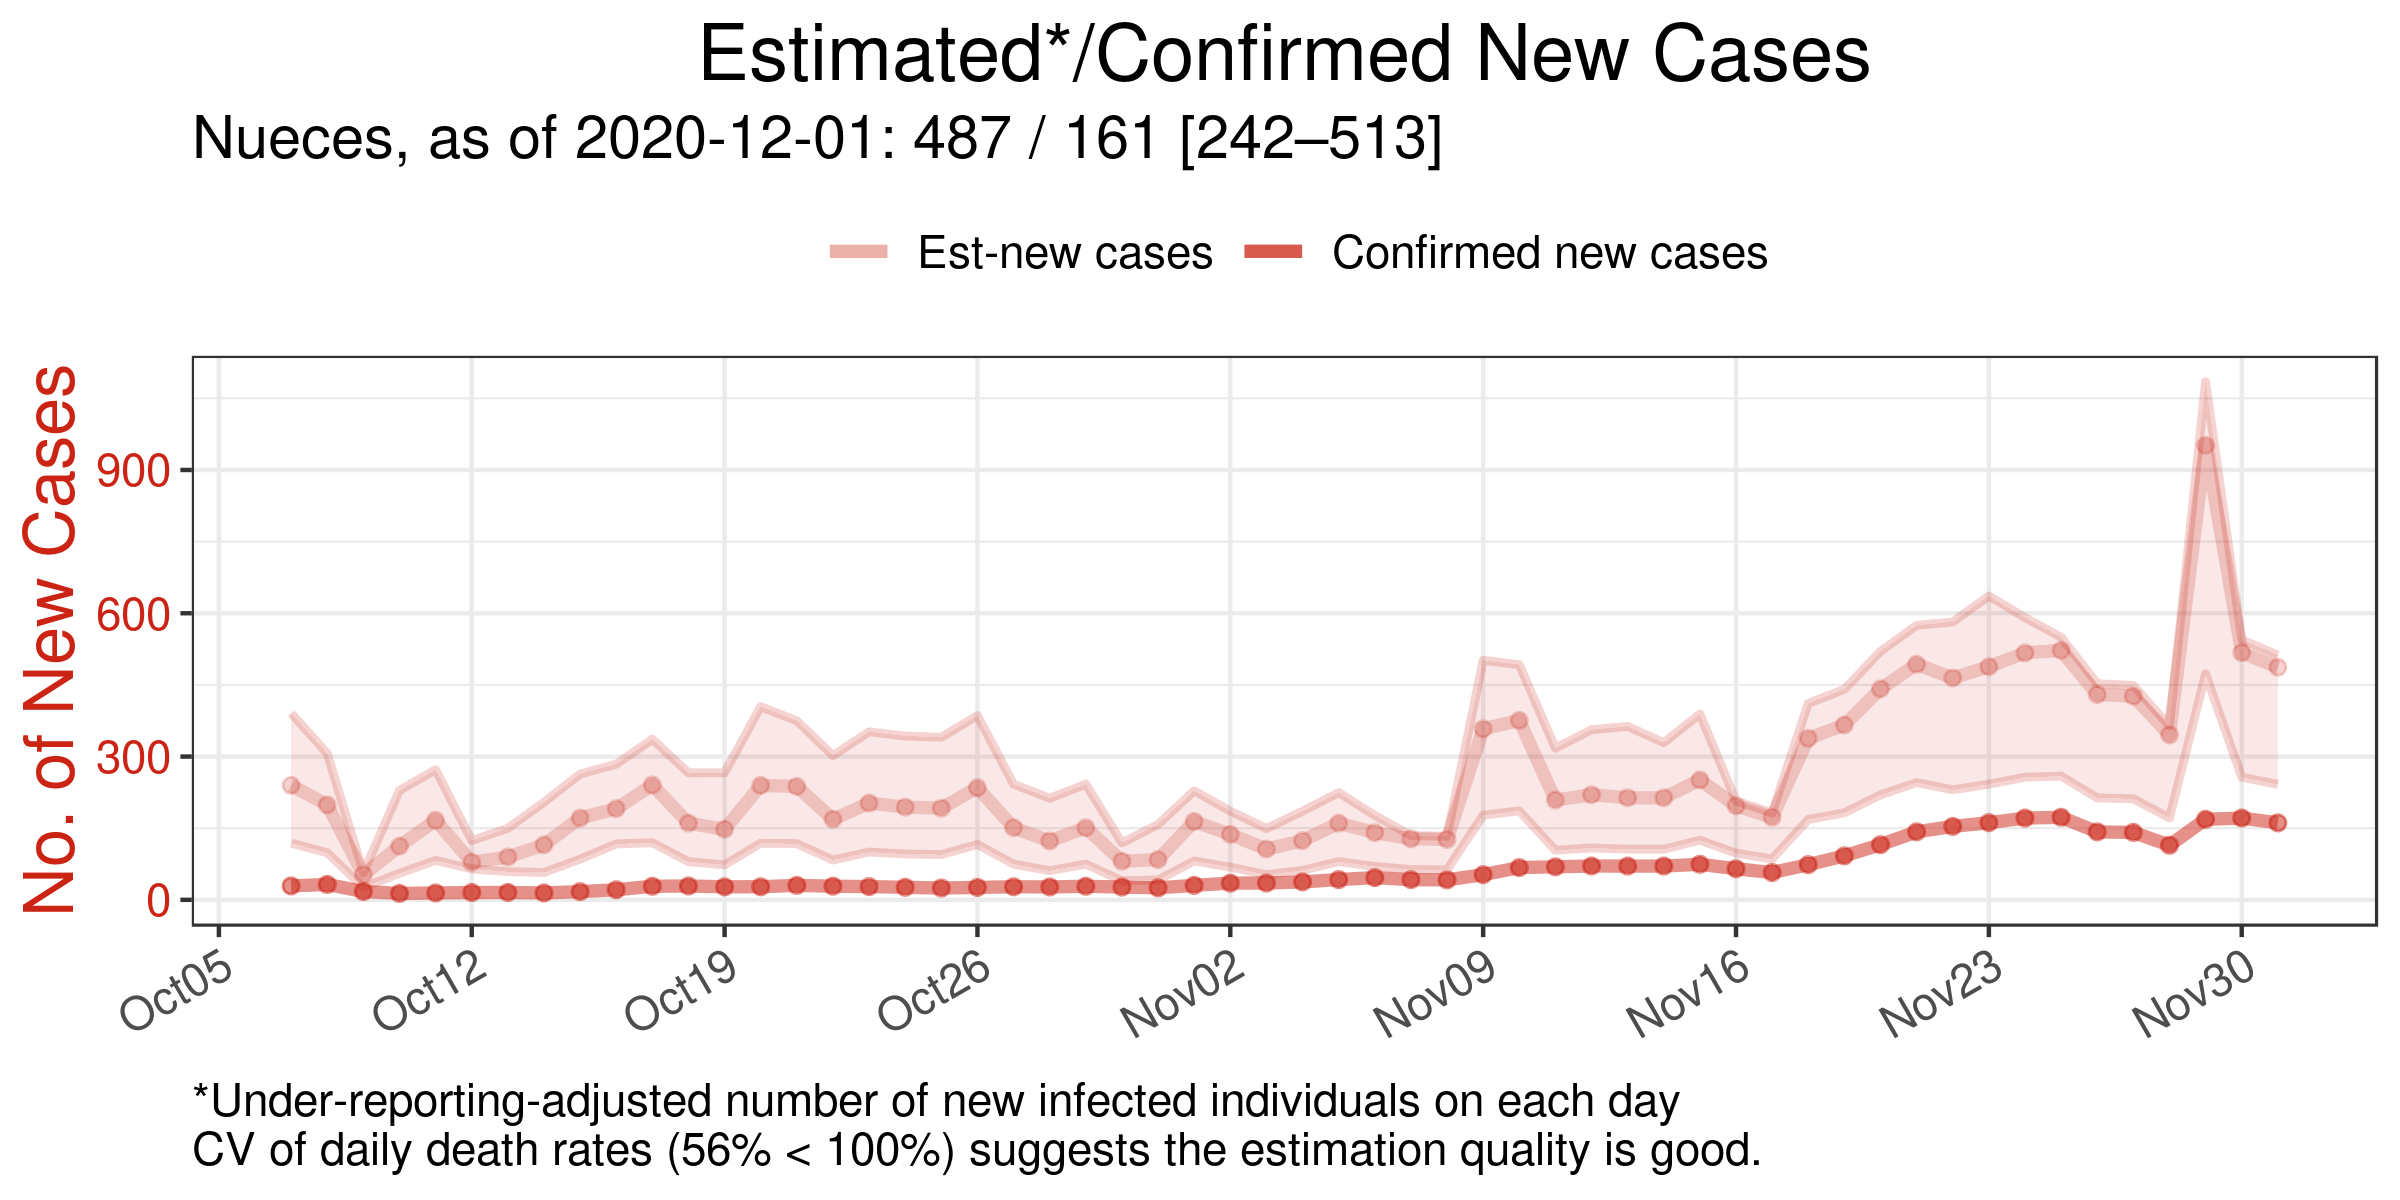 Estimated*/Confirmed New Cases
Nueces, as of 2020-12-01: 487 / 161 [242–513]
Est-new cases
Confirmed new cases
No. of New Cases
900
600
300
0
Oct05
Oct12
Oct19
Oct26
Nov02
Nov09
Nov16
Nov23
Nov30
*Under-reporting-adjusted number of new infected individuals on each day
CV of daily death rates (56% < 100%) suggests the estimation quality is good.